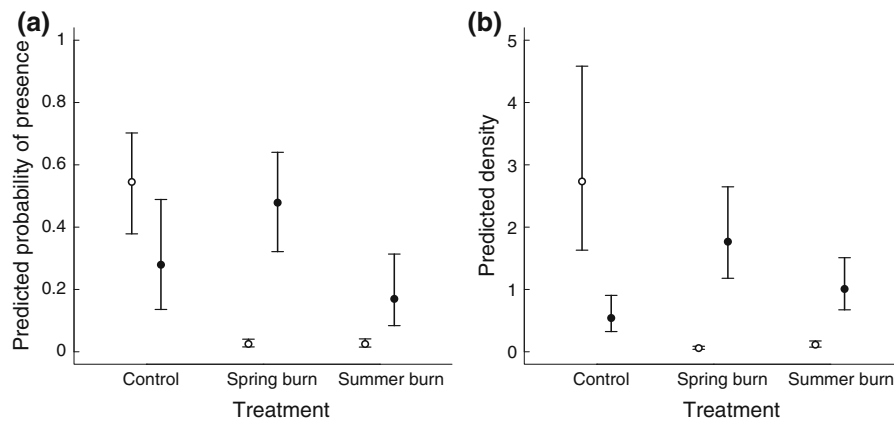 (a)
Predicted probability of presence
1
0.8
0.6
0.4
0.2
0
Control Spring burn Summer burn
Treatment
(b)
Predicted density
5
4
3
2
1
0
Control Spring burn Summer burn
Treatment